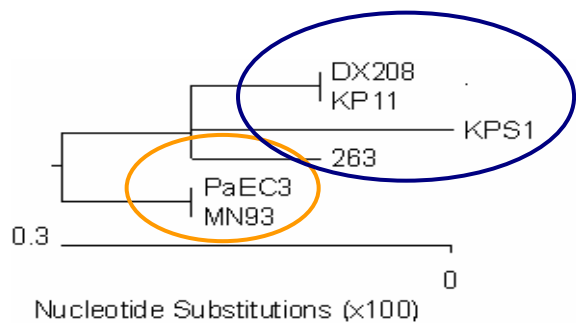 DX208
KP11
KPS1
263
PaEC3
MN93
0.3
0
Nucleotide Substitutions (x100)